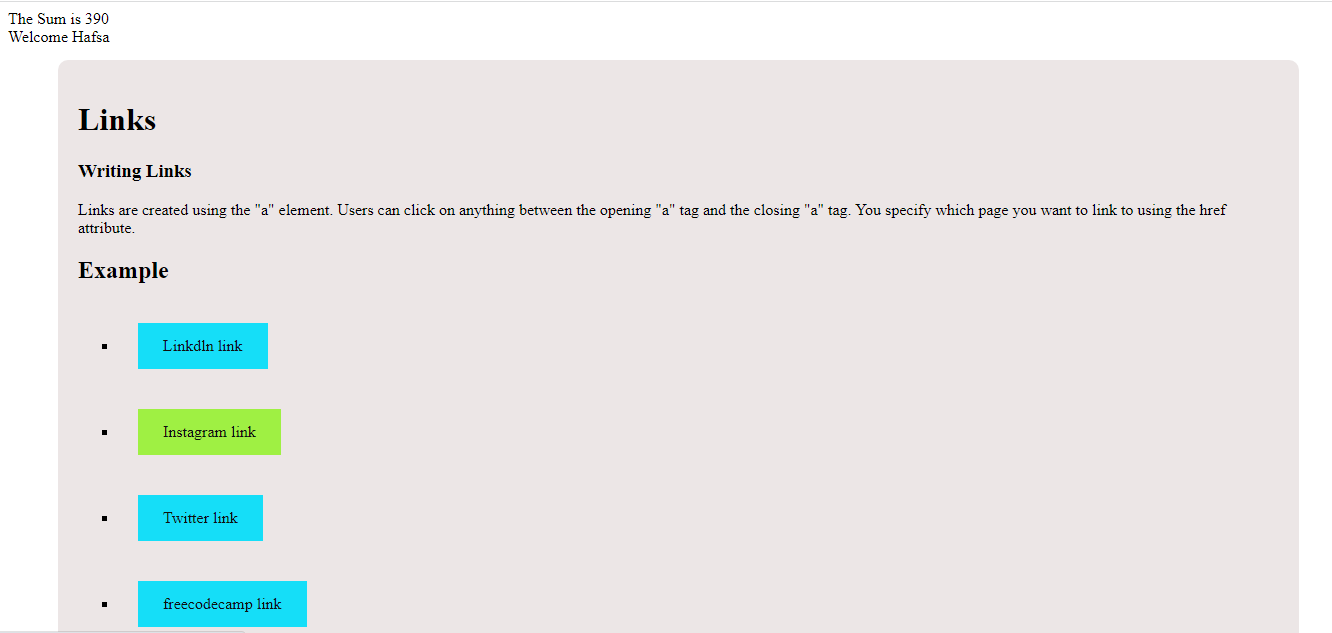 The Sum is 390
Welcome Hafsa
Links
Writing Links
Links are created using the "a" element. Users can click on anything between the opening "a" tag and the closing "a" tag. You specify which page you want to link to using the href
attribute.
Example
Linkdln link
Instagram link
Twitter link
freecodecamp link